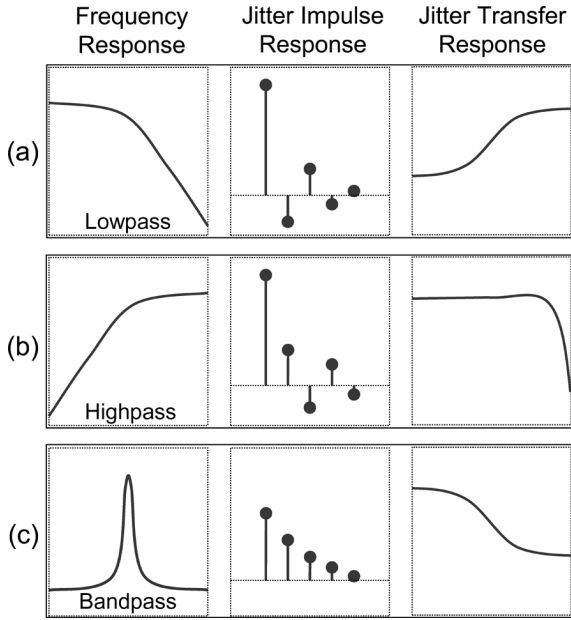 Frequency Response
Jitter Impulse Response
Jitter Transfer Response
(a)
Lowpass
(b)
Highpass
(c)
Bandpass